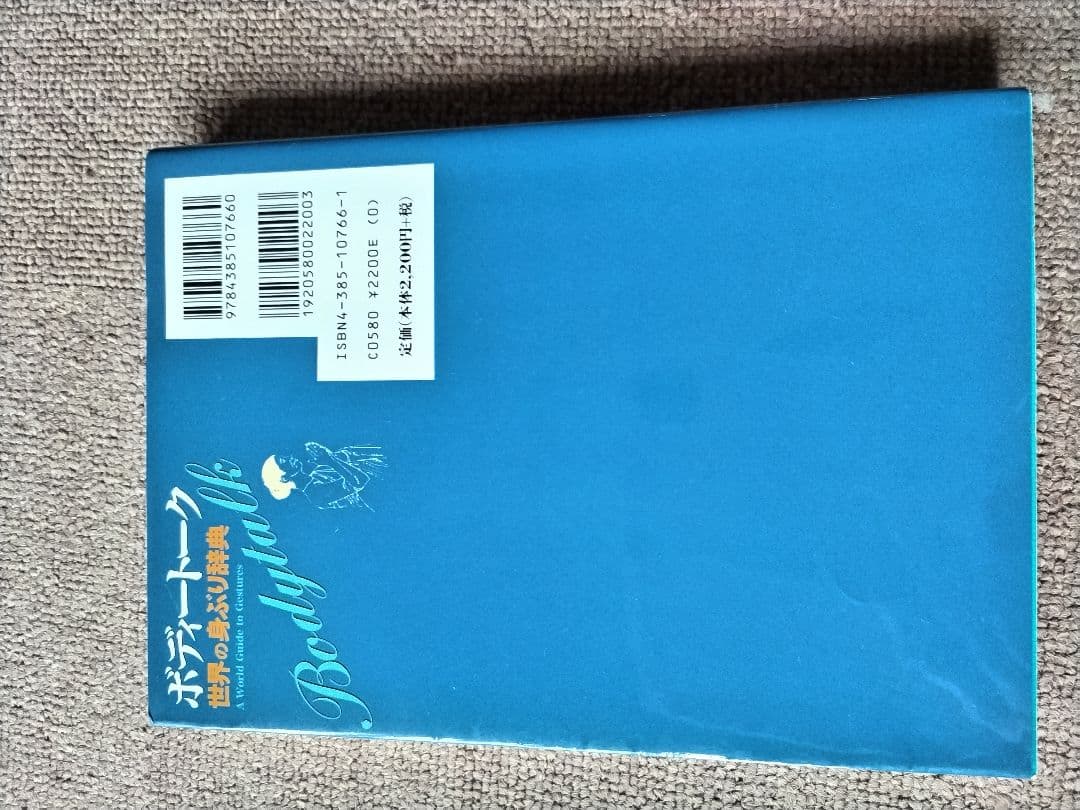 ボディートーク
世界の身ぶり辞典
A World Guide to Gestures
Bodytalk
9784385107660
1920580022003
ISBN4-385-10766-1
C0580 ¥2200E (0)
定価(本体2,200円+税)